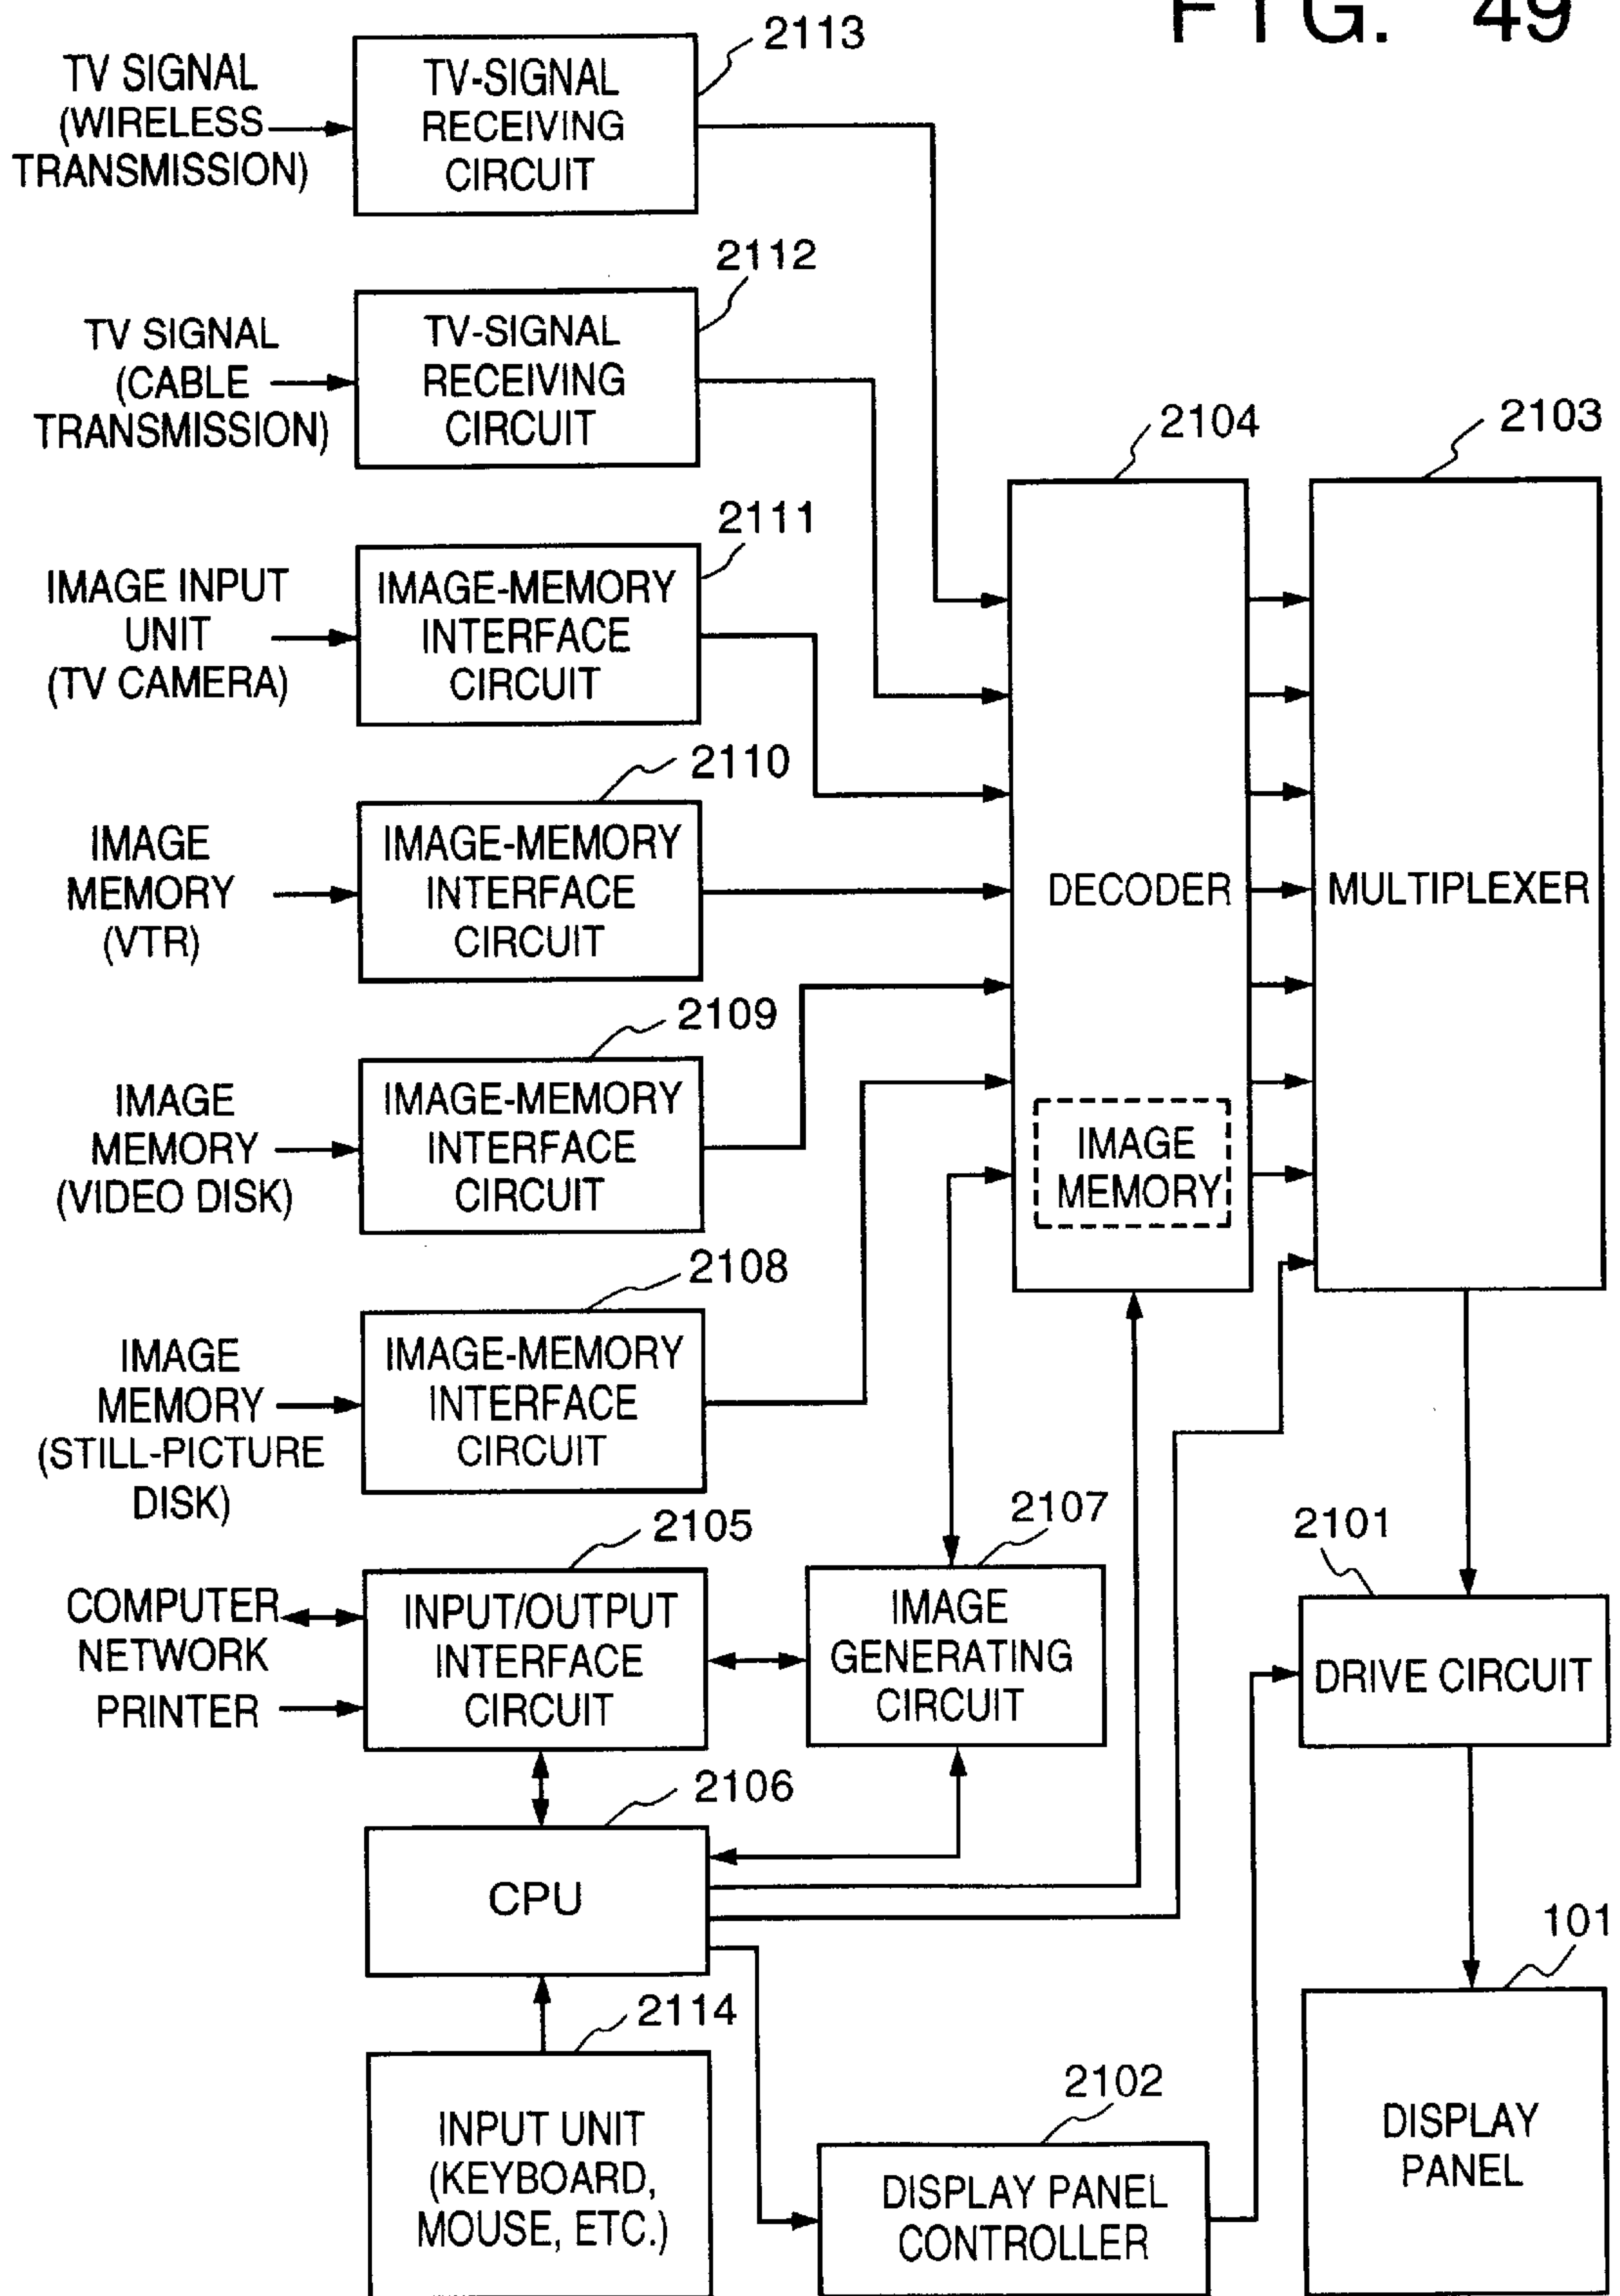 FIG. 49
2113
TV SIGNAL
(WIRELESS
TRANSMISSION)
TV-SIGNAL
RECEIVING
CIRCUIT
2112
TV SIGNAL
(CABLE
TRANSMISSION)
TV-SIGNAL
RECEIVING
CIRCUIT
2104
2103
2111
IMAGE INPUT
UNIT
(TV CAMERA)
IMAGE-MEMORY
INTERFACE
CIRCUIT
2110
IMAGE
MEMORY
(VTR)
IMAGE-MEMORY
INTERFACE
CIRCUIT
DECODER
MULTIPLEXER
2109
IMAGE
MEMORY
(VIDEO DISK)
IMAGE-MEMORY
INTERFACE
CIRCUIT
IMAGE
MEMORY
2108
IMAGE
MEMORY
(STILL-PICTURE
DISK)
IMAGE-MEMORY
INTERFACE
CIRCUIT
2105
2107
2101
COMPUTER
NETWORK
PRINTER
INPUT/OUTPUT
INTERFACE
CIRCUIT
IMAGE
GENERATING
CIRCUIT
DRIVE CIRCUIT
2106
CPU
101
2114
INPUT UNIT
(KEYBOARD,
MOUSE, ETC.)
2102
DISPLAY PANEL
CONTROLLER
DISPLAY
PANEL